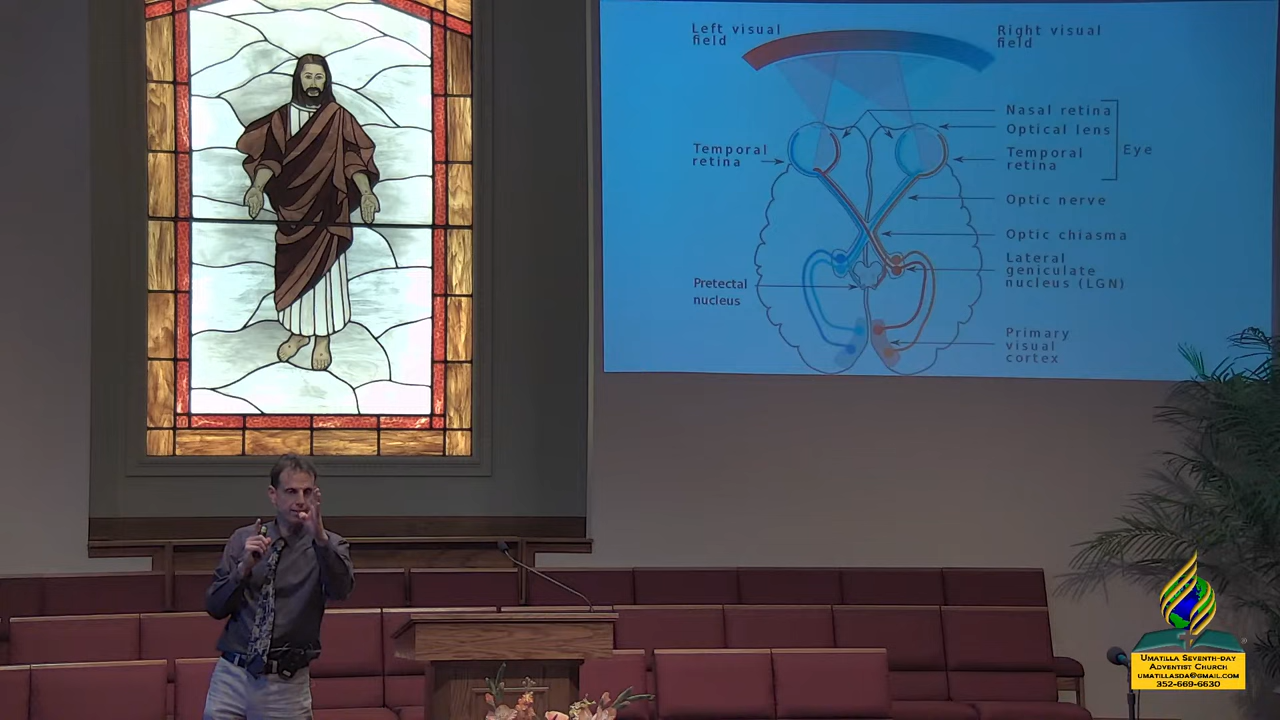 Left visual
field
Right visual
field
Nasal retina
Optical lens
Eye
Temporal
retina
Temporal
retina
Optic nerve
Optic chiasma
Lateral
geniculate
nucleus (LGN)
Pretectal
nucleus
Primary
visual
cortex
Umatilla Seventh-day
Adventist Church
umatillasda@gmail.com
352-669-6630